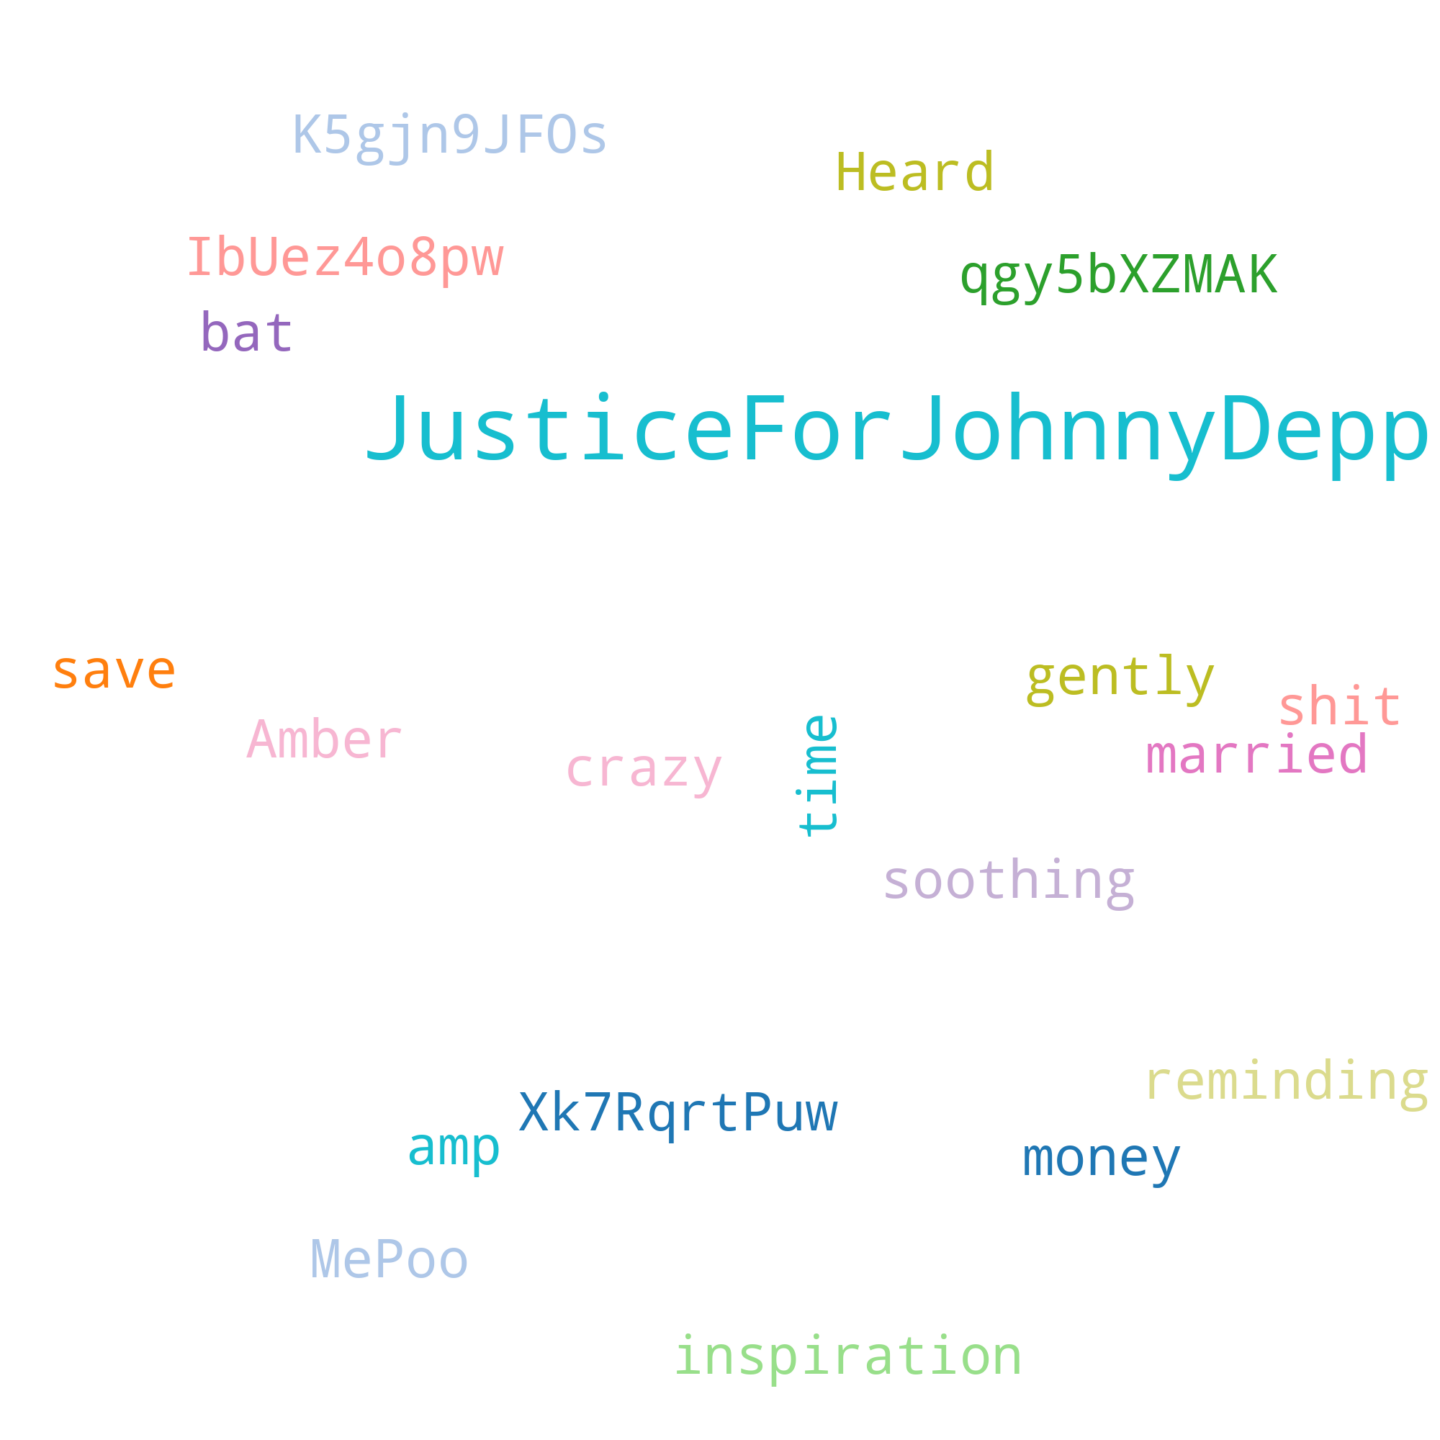 K5gjn9JFOs
Heard
IbUez4o8pw
qgy5bXZMAK
bat
JusticeForJohnnyDepp
save
gently
shit
Amber
married
crazy
time
soothing
reminding
Xk7RqrtPuw
amp
money
MePoo
inspiration